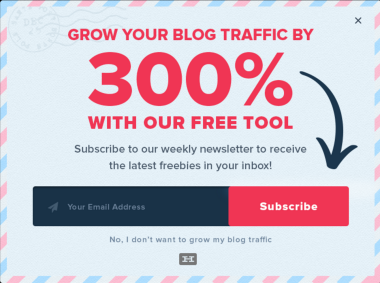 GROW YOUR BLOG TRAFFIC BY
300%
WITH OUR FREE TOOL
Subscribe to our weekly newsletter to receive
the latest freebies in your inbox!
Your Email Address
Subscribe
No, I don't want to grow my blog traffic